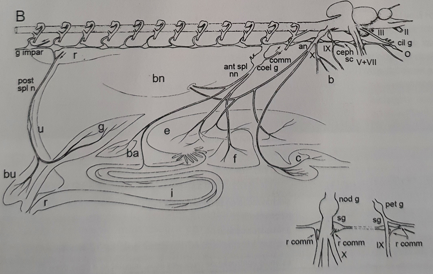 B
g impar
r
III
II
cil g
O
an
X
IX
ceph
sc
V+VII
b
comm
coel g
ant spl
nn
bn
post
spl n
u
g
e
ba
f
c
bu
r
i
nod g
sg
r comm
r comm
X
pet g
sg
IX
r comm